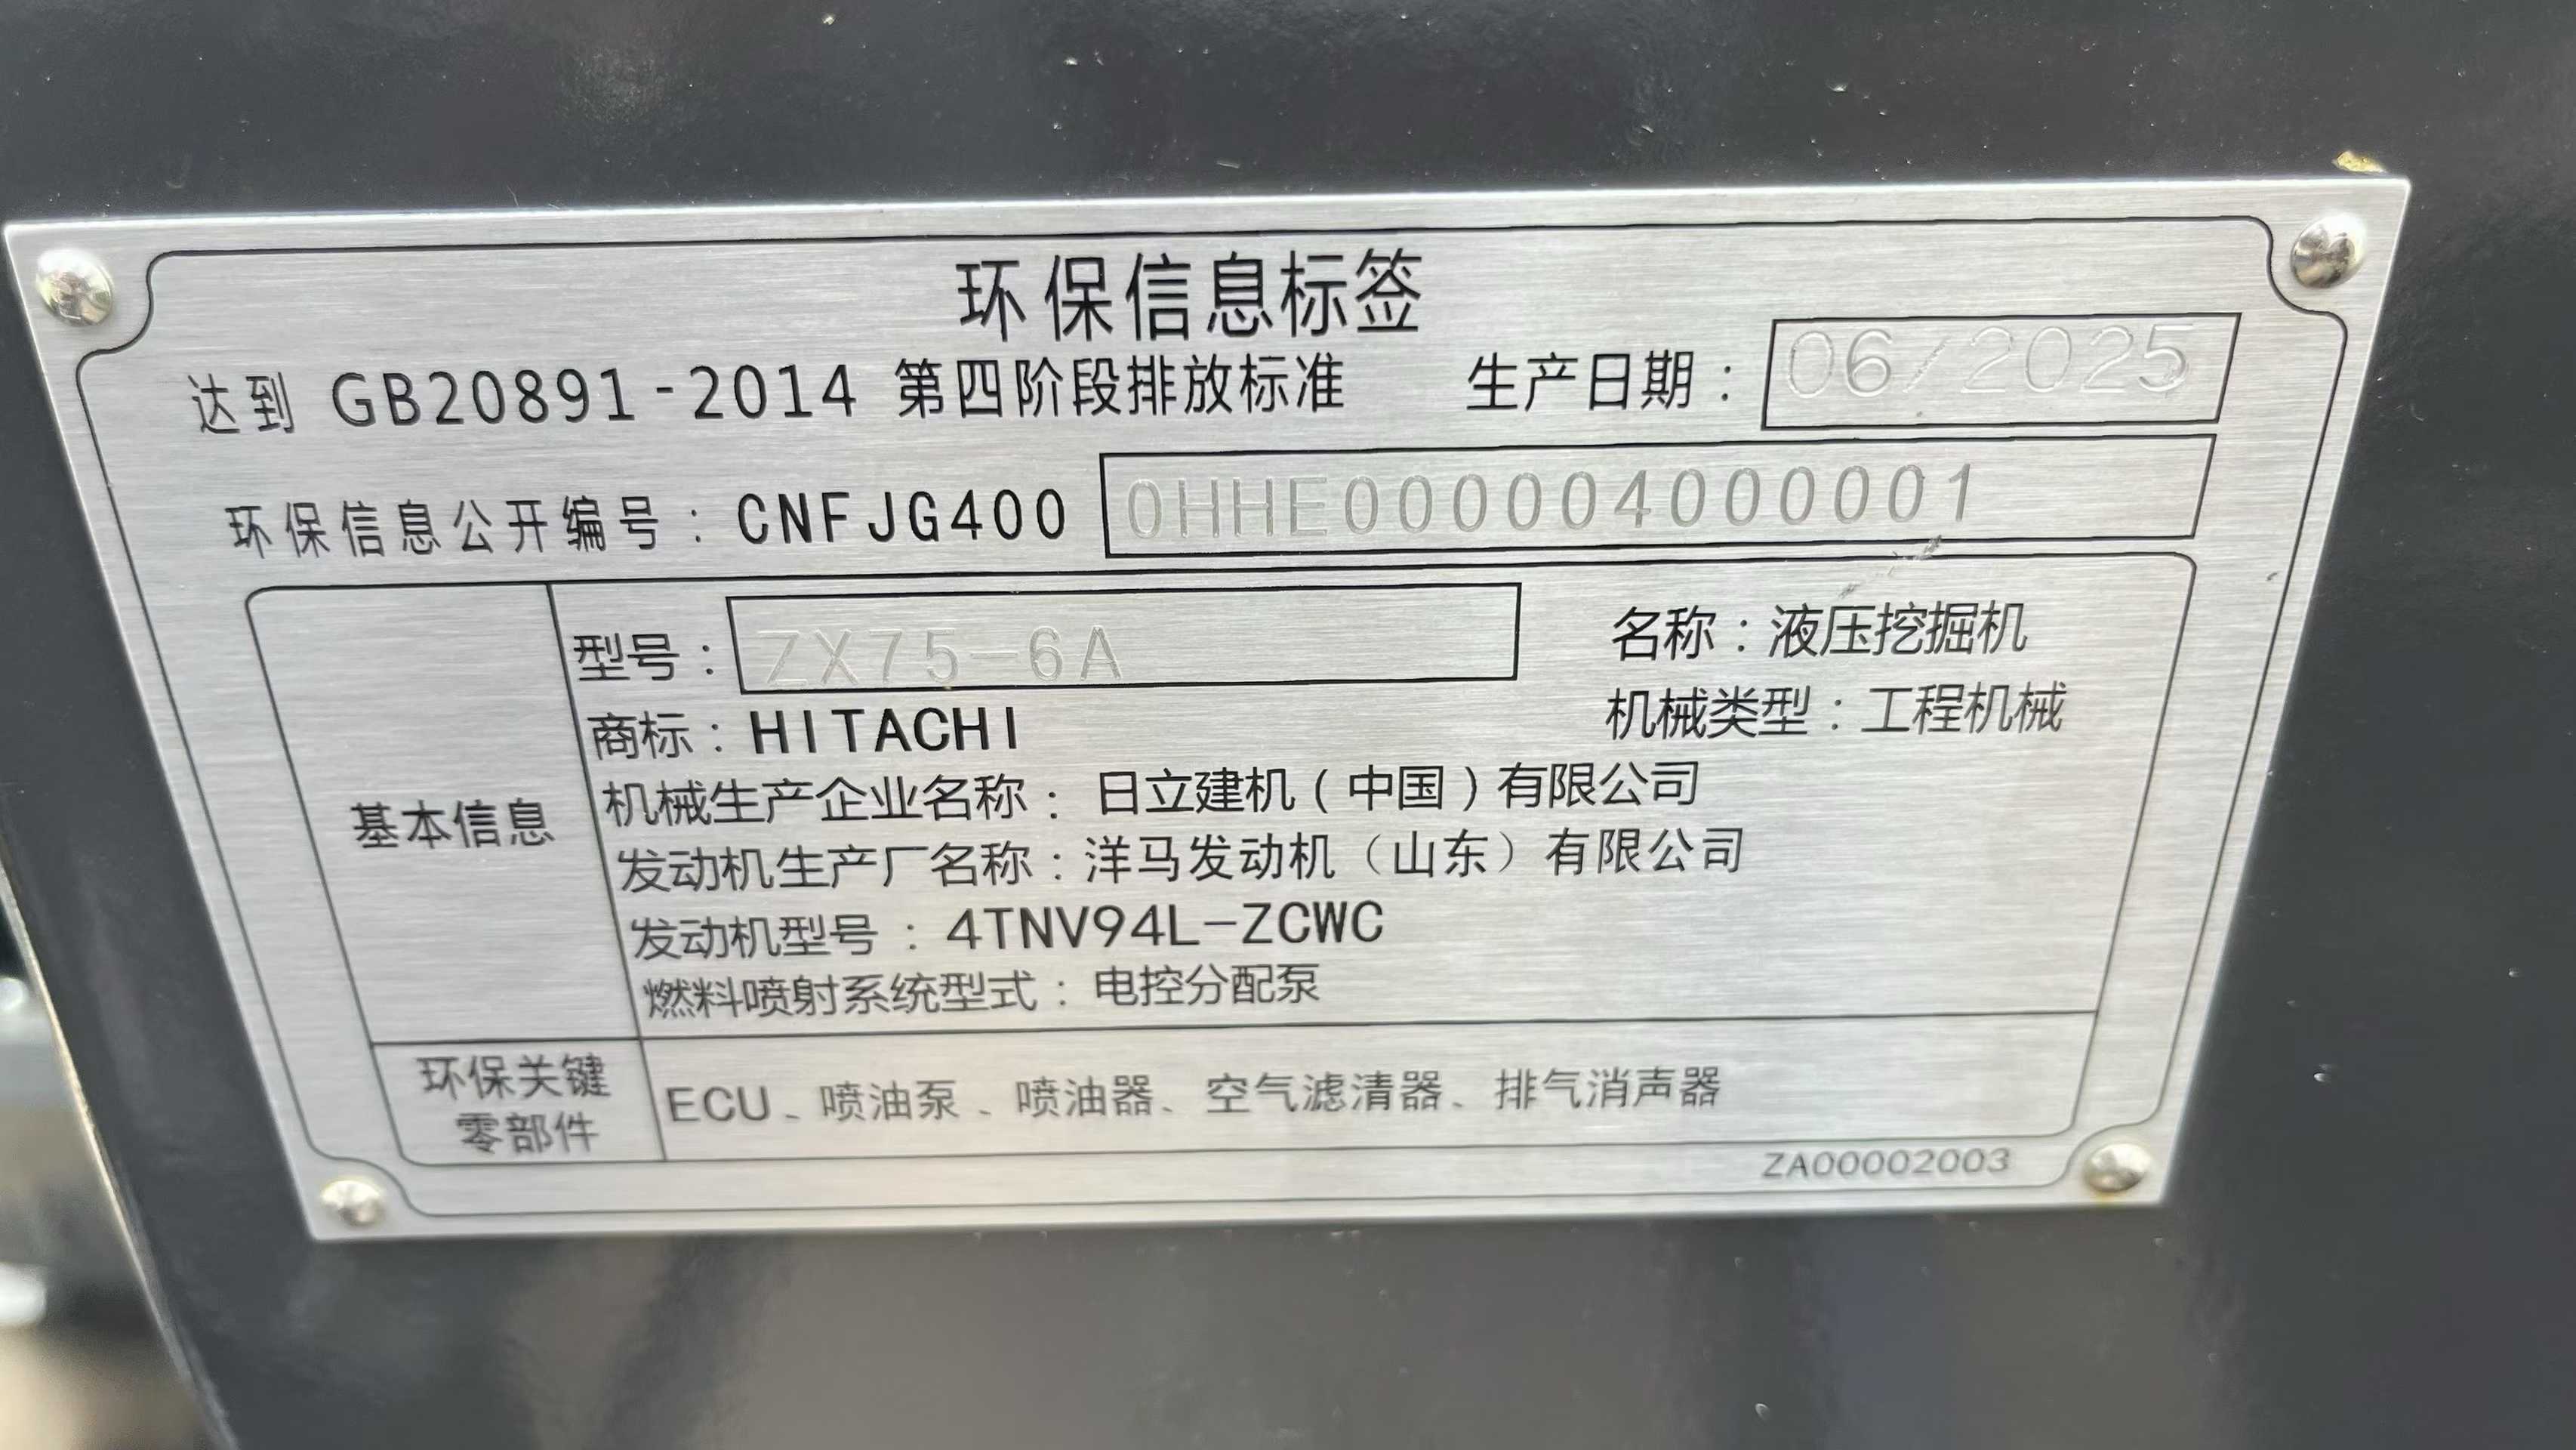 环保信息标签
达到 GB20891-2014 第四阶段排放标准 生产日期：06/2025
环保信息公开编号：CNFJG400 0HHE000004000001
型号：ZX75-6A 名称：液压挖掘机
商标：HITACHI 机械类型：工程机械
机械生产企业名称：日立建机（中国）有限公司
基本信息
发动机生产厂名称：洋马发动机（山东）有限公司
发动机型号：4TNV94L-ZCWC
燃料喷射系统型式：电控分配泵
环保关键
零部件
ECU、喷油泵、喷油器、空气滤清器、排气消声器
ZA00002003